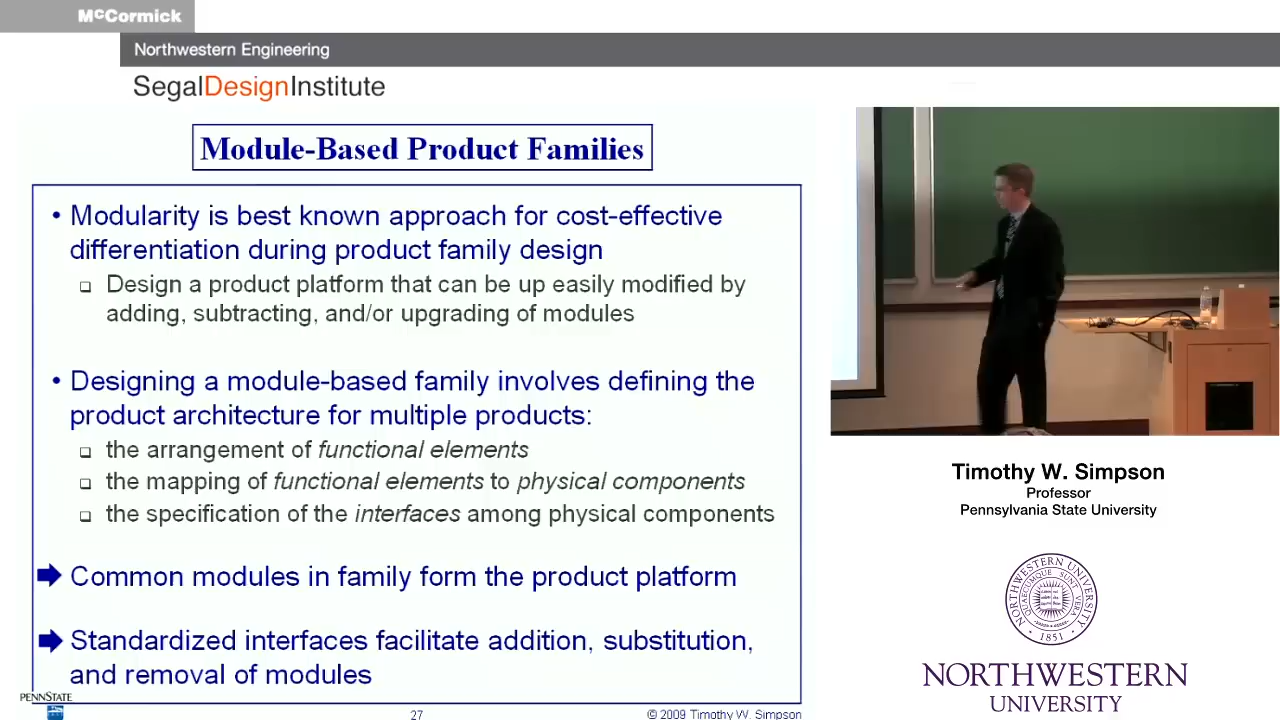 McCormick
Northwestern Engineering
SegalDesignInstitute
Module-Based Product Families
• Modularity is best known approach for cost-effective
differentiation during product family design
Design a product platform that can be up easily modified by
adding, subtracting, and/or upgrading of modules
• Designing a module-based family involves defining the
product architecture for multiple products:
the arrangement of functional elements
the mapping of functional elements to physical components
the specification of the interfaces among physical components
Common modules in family form the product platform
Standardized interfaces facilitate addition, substitution,
and removal of modules
PENNSTATE
27
© 2009 Timothy W. Simpson
Timothy W. Simpson
Professor
Pennsylvania State University
NORTHWESTERN UNIVERSITY
QUAECUMQUE SUNT VERA
1851
NORTHWESTERN
UNIVERSITY